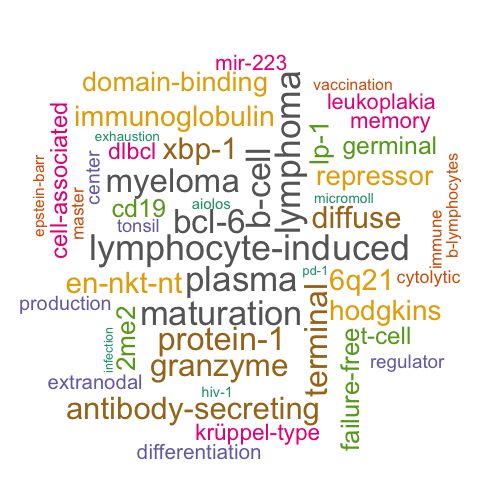 mir-223
domain-binding
vaccination
leukoplakia
immunoglobulin
memory
exhaustion
lp-1
germinal
dlbcl
xbp-1
cell-associated
epstein-barr
master
center
myeloma
b-cell
lymphoma
repressor
b-lymphocytes
immune
cd19
aiolos
micromoll
tonsil
bcl-6
diffuse
lymphocyte-induced
en-nkt-nt
plasma
pd-1
6q21
cytolytic
production
maturation
terminal
hodgkins
2me2
infection
protein-1
failure-free
t-cell
granzyme
regulator
extranodal
hiv-1
antibody-secreting
krüppel-type
differentiation